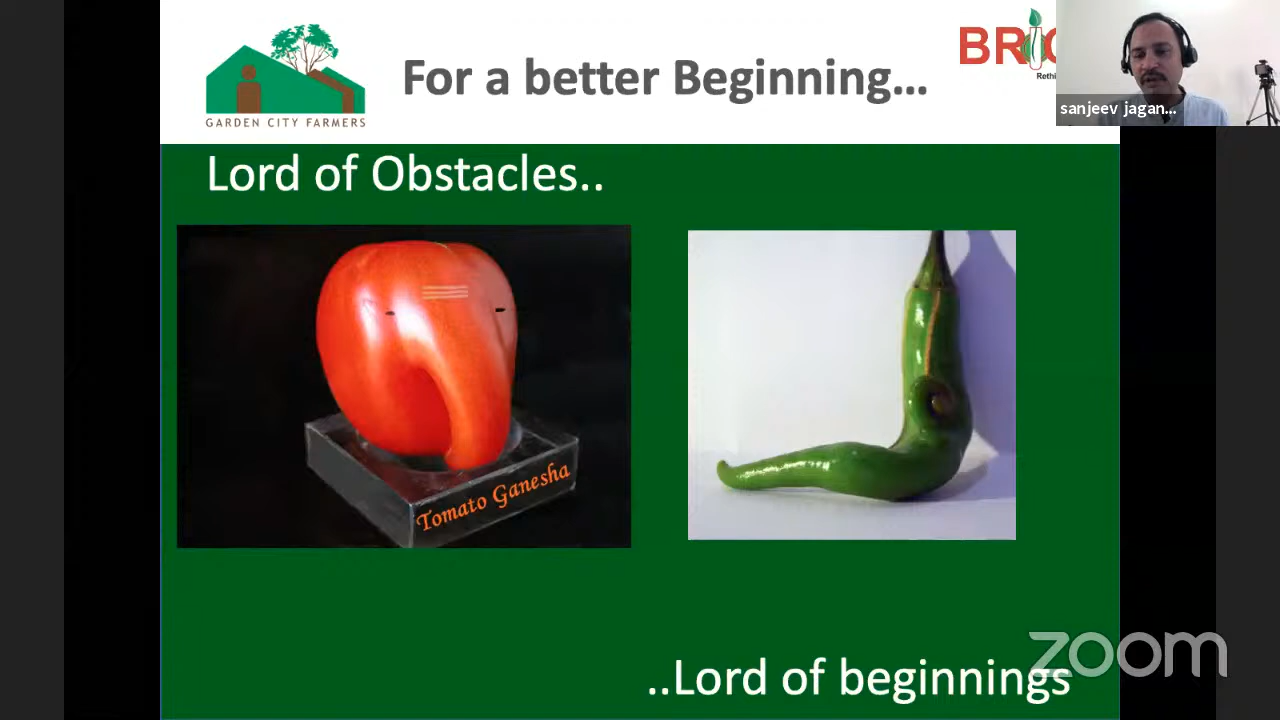 For a better Beginning...
BRI
Rethi
sanjeev jagan...
GARDEN CITY FARMERS
Lord of Obstacles..
Tomato Ganesha
..Lord of beginnings
zoom